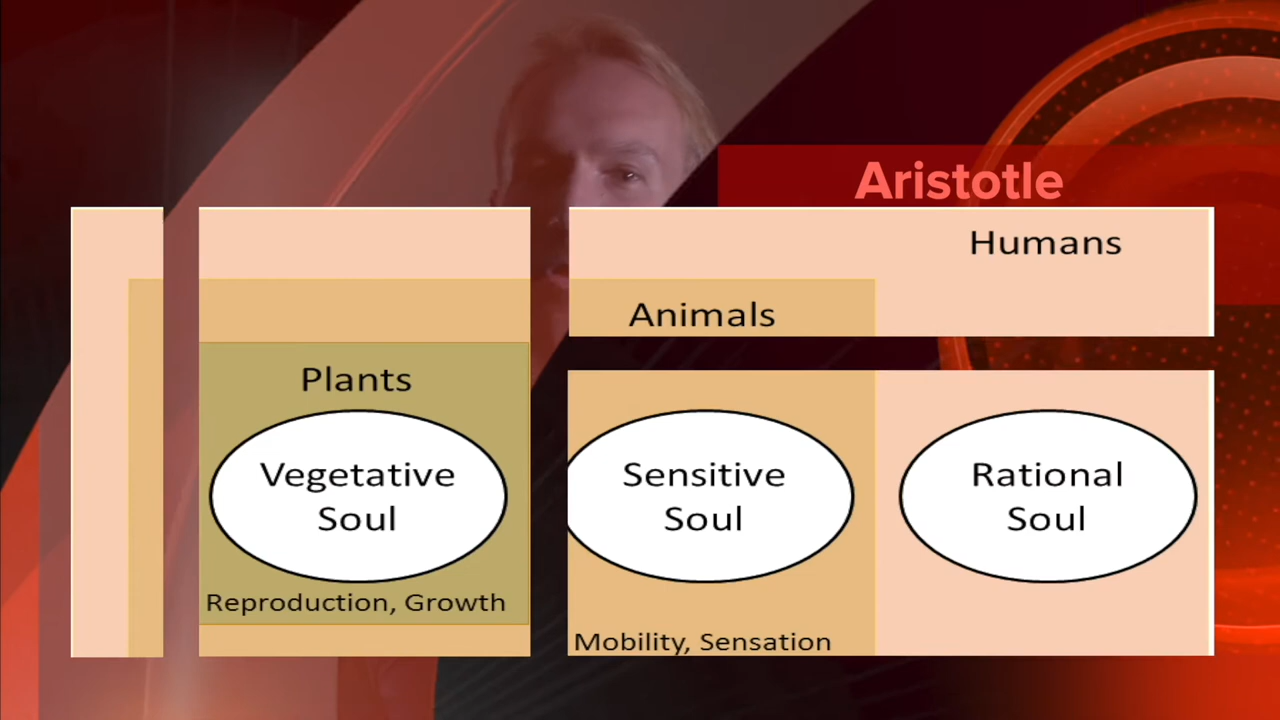 Aristotle
Humans
Animals
Plants
Vegetative
Soul
Sensitive
Soul
Rational
Soul
Reproduction, Growth
Mobility, Sensation